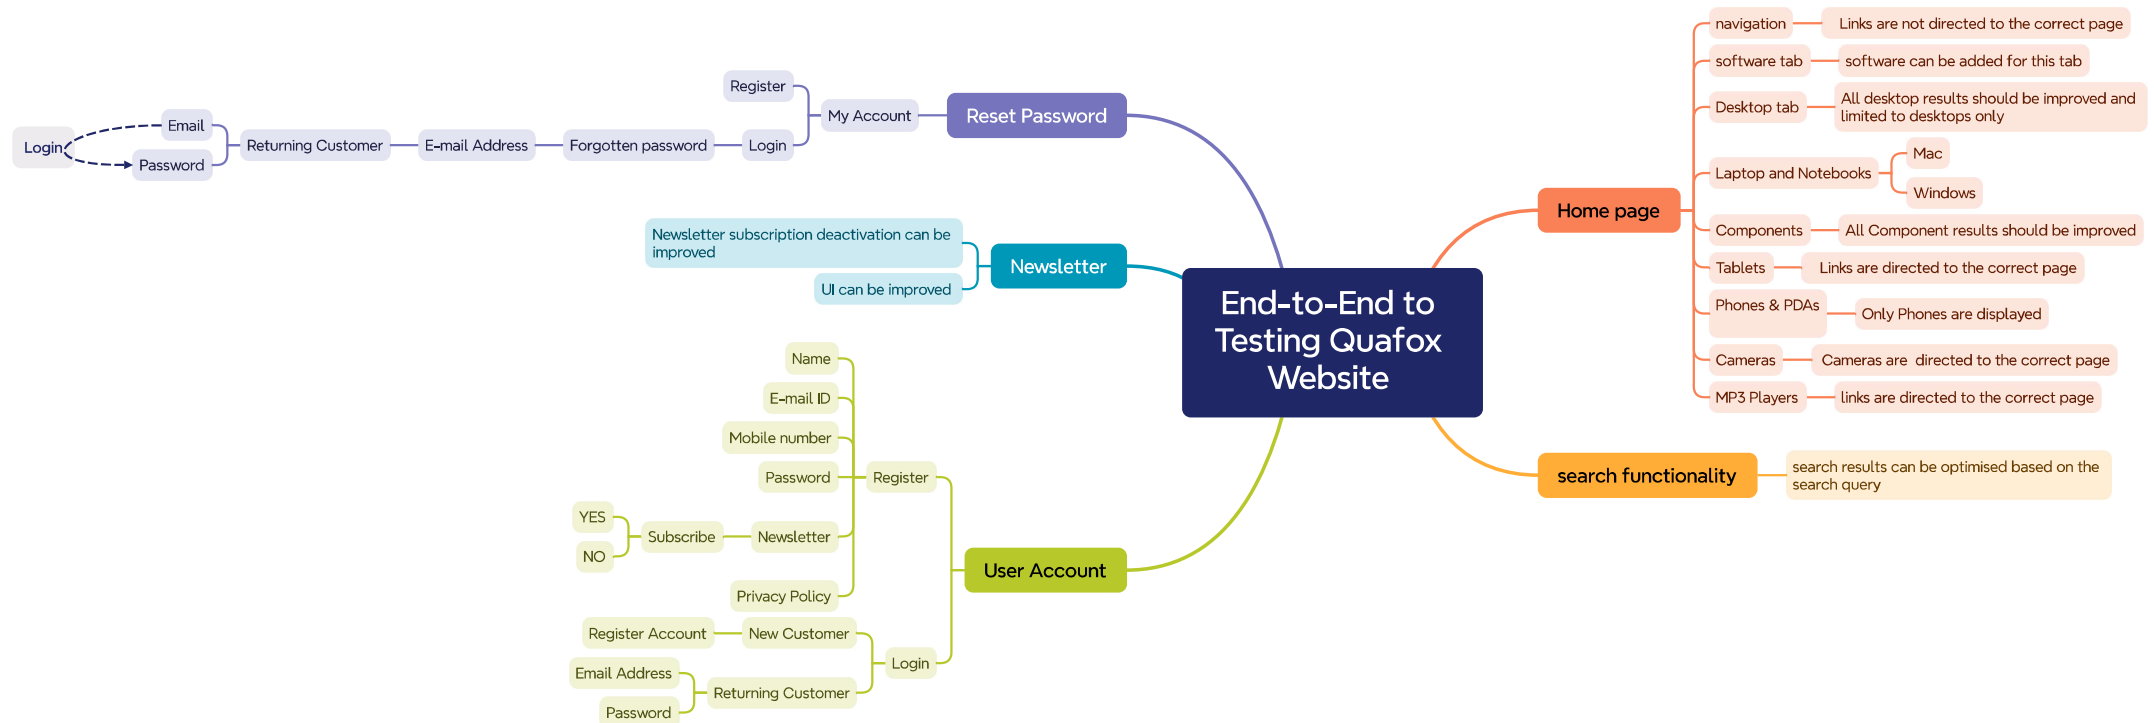 End-to-End to
Testing Quafox
Website
Reset Password
My Account
Register
Login
Forgotten password
E-mail Address
Returning Customer
Email
Password
Login
Newsletter
Newsletter subscription deactivation can be
improved
UI can be improved
User Account
Register
Name
E-mail ID
Mobile number
Password
Newsletter
Subscribe
YES
NO
Privacy Policy
Login
New Customer
Register Account
Returning Customer
Email Address
Password
Home page
navigation
Links are not directed to the correct page
software tab
software can be added for this tab
Desktop tab
All desktop results should be improved and
limited to desktops only
Laptop and Notebooks
Mac
Windows
Components
All Component results should be improved
Tablets
Links are directed to the correct page
Phones & PDAs
Only Phones are displayed
Cameras
Cameras are  directed to the correct page
MP3 Players
links are directed to the correct page
search functionality
search results can be optimised based on the
search query